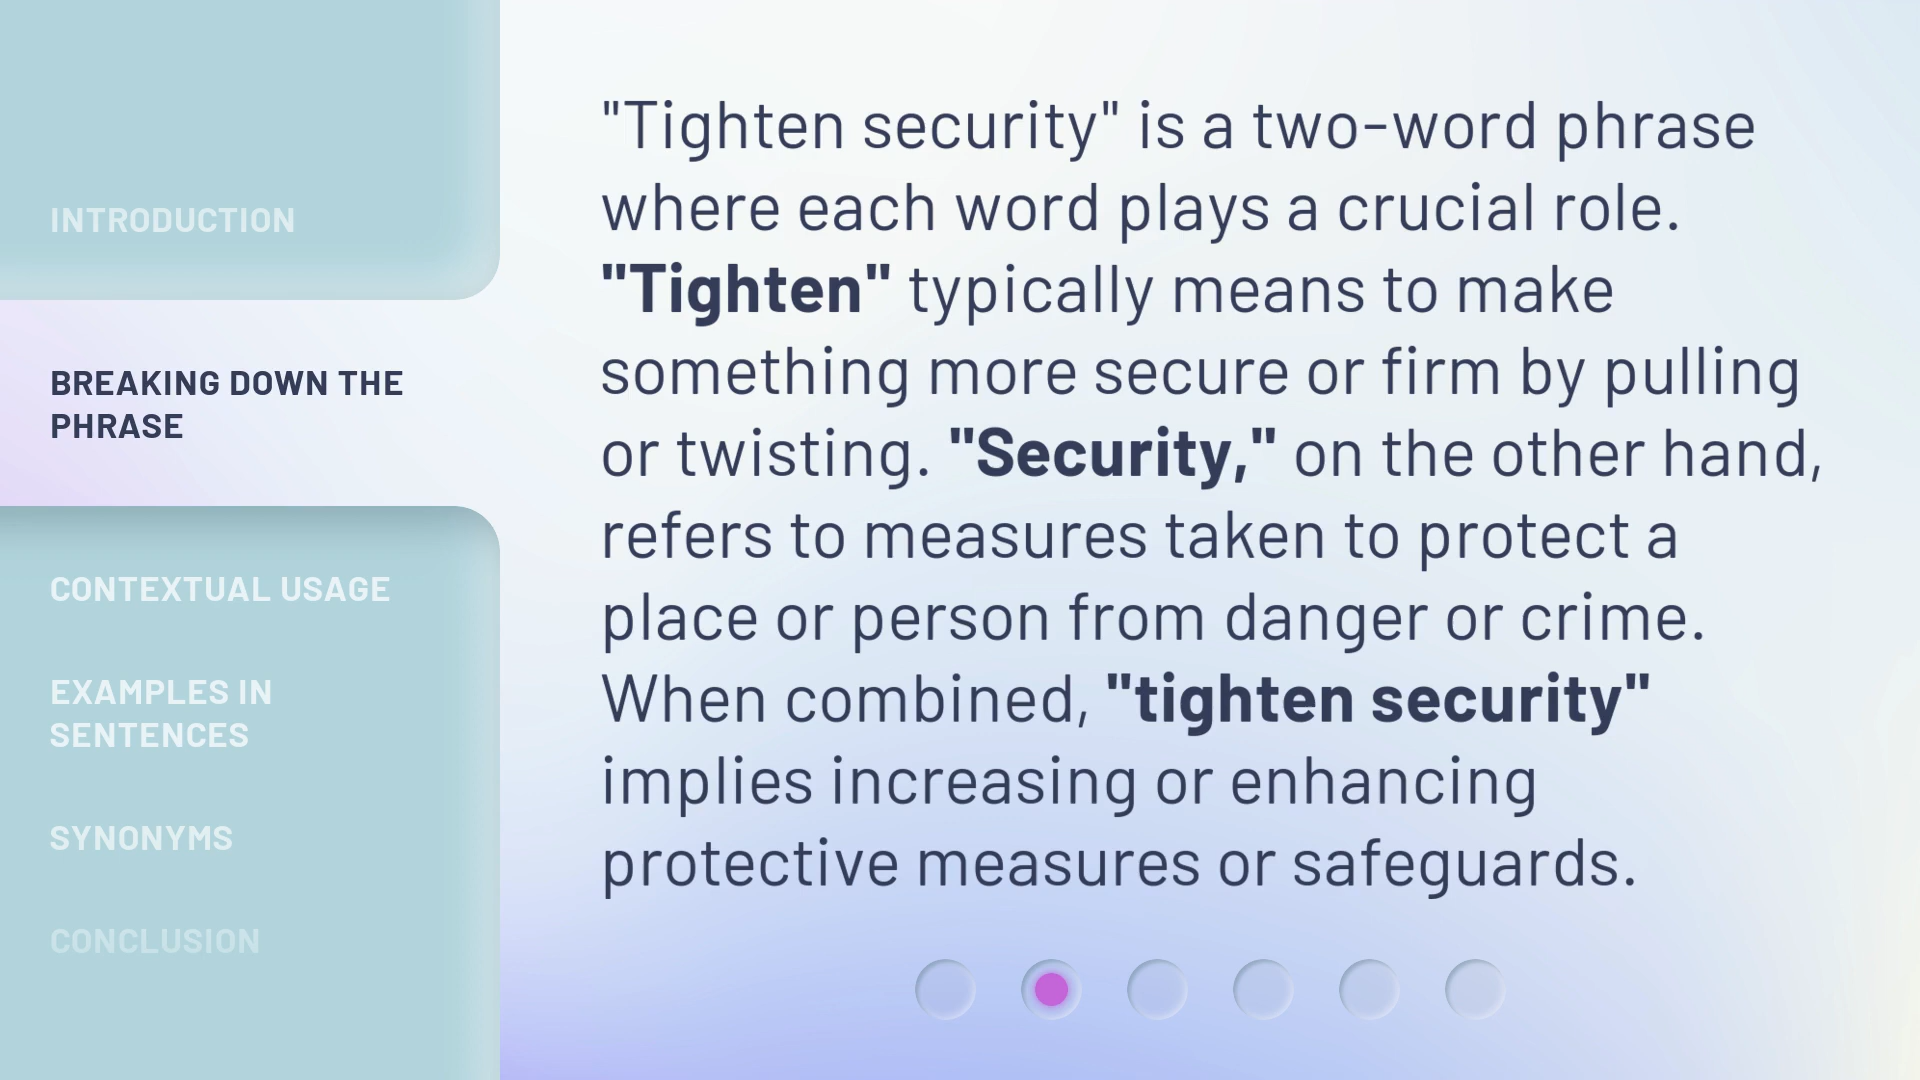 INTRODUCTION
BREAKING DOWN THE
PHRASE
CONTEXTUAL USAGE
EXAMPLES IN
SENTENCES
SYNONYMS
CONCLUSION
"Tighten security" is a two-word phrase
where each word plays a crucial role.
"Tighten" typically means to make
something more secure or firm by pulling
or twisting. "Security," on the other hand,
refers to measures taken to protect a
place or person from danger or crime.
When combined, "tighten security"
implies increasing or enhancing
protective measures or safeguards.